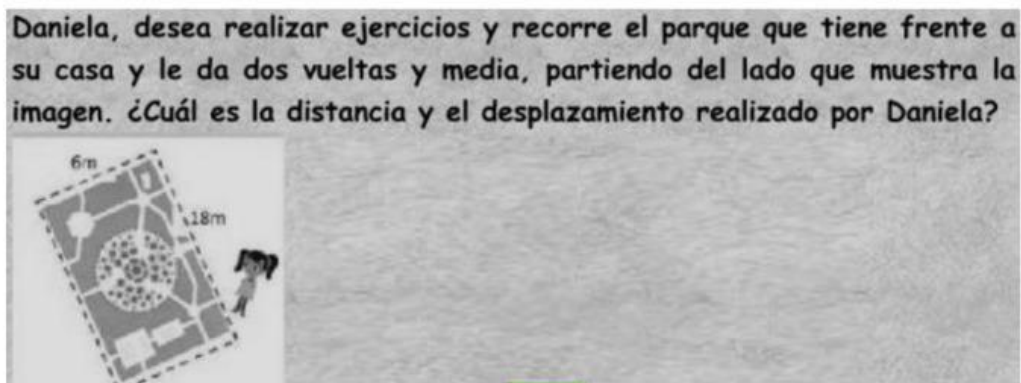 Daniela, desea realizar ejercicios y recorre el parque que tiene frente a
su casa y le da dos vueltas y media, partiendo del lado que muestra la
imagen. ¿Cuál es la distancia y el desplazamiento realizado por Daniela?
6m
18m